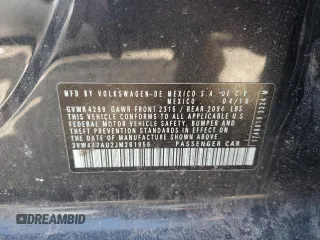 MFD. BY VOLKSWAGEN DE MEXICO S.A. DE C.V.
MEXICO 04/18
GVWR 4299 GAWR FRONT 2315 / REAR 2096 LBS
THIS VEHICLE CONFORMS TO ALL APPLICABLE
FEDERAL MOTOR VEHICLE SAFETY, BUMPER AND
THEFT PREVENTION STANDARDS IN EFFECT
ON THE DATE OF MANUFACTURE SHOWN ABOVE.
PASSENGER CAR
DREAMBID